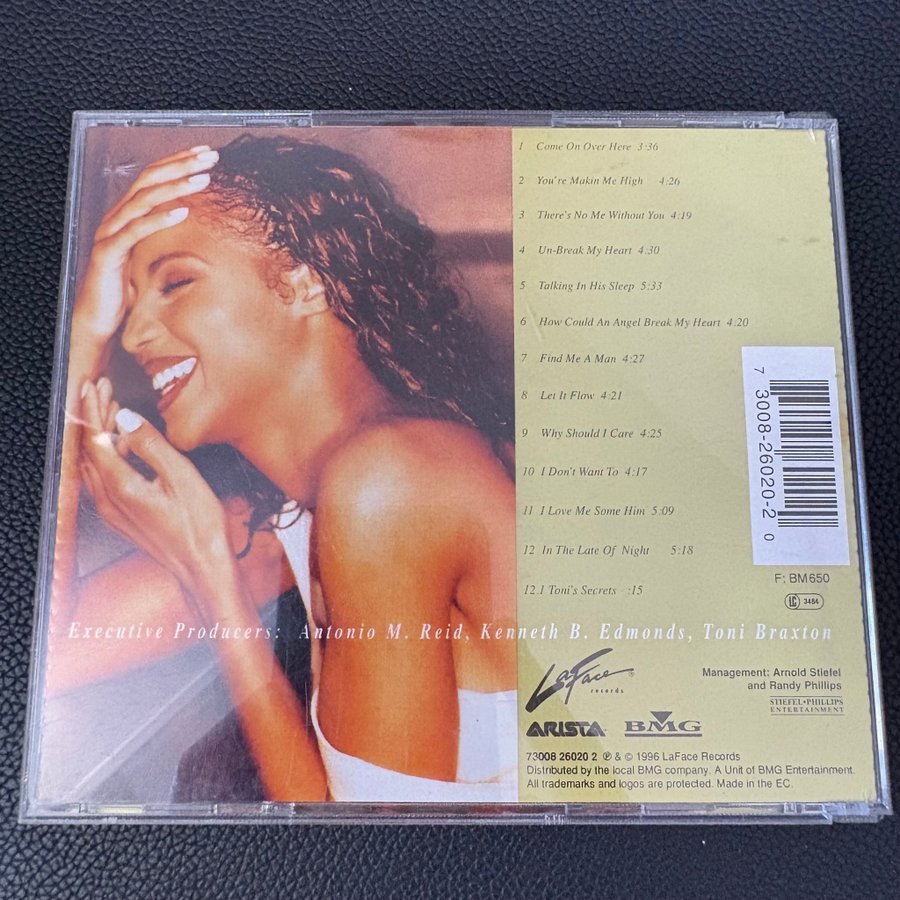 1 Come On Over Here 3:36
2 You're Makin Me High 4:26
3 There's No Me Without You 4:19
4 Un-Break My Heart 4:30
5 Talking In His Sleep 5:33
6 How Could An Angel Break My Heart 4.20
7 Find Me A Man 4:27
8 Let It Flow 4:21
9 Why Should I Care 4:25
10 I Don't Want To 4:17
11 I Love Me Some Him 5:09
12 In The Late Of Night 5:18
12.1 Toni's Secrets :15
7 3008-26020-2 0
F: BM650
LC 3484
Executive Producers: Antonio M. Reid, Kenneth B. Edmonds, Toni Braxton
LaFace ®
records
Management: Arnold Stiefel
and Randy Phillips
STIEFEL•PHILLIPS
ENTERTAINMENT
ARISTA BMG
73008 26020 2 ℗ & © 1996 LaFace Records
Distributed by the local BMG company. A Unit of BMG Entertainment.
All trademarks and logos are protected. Made in the EC.